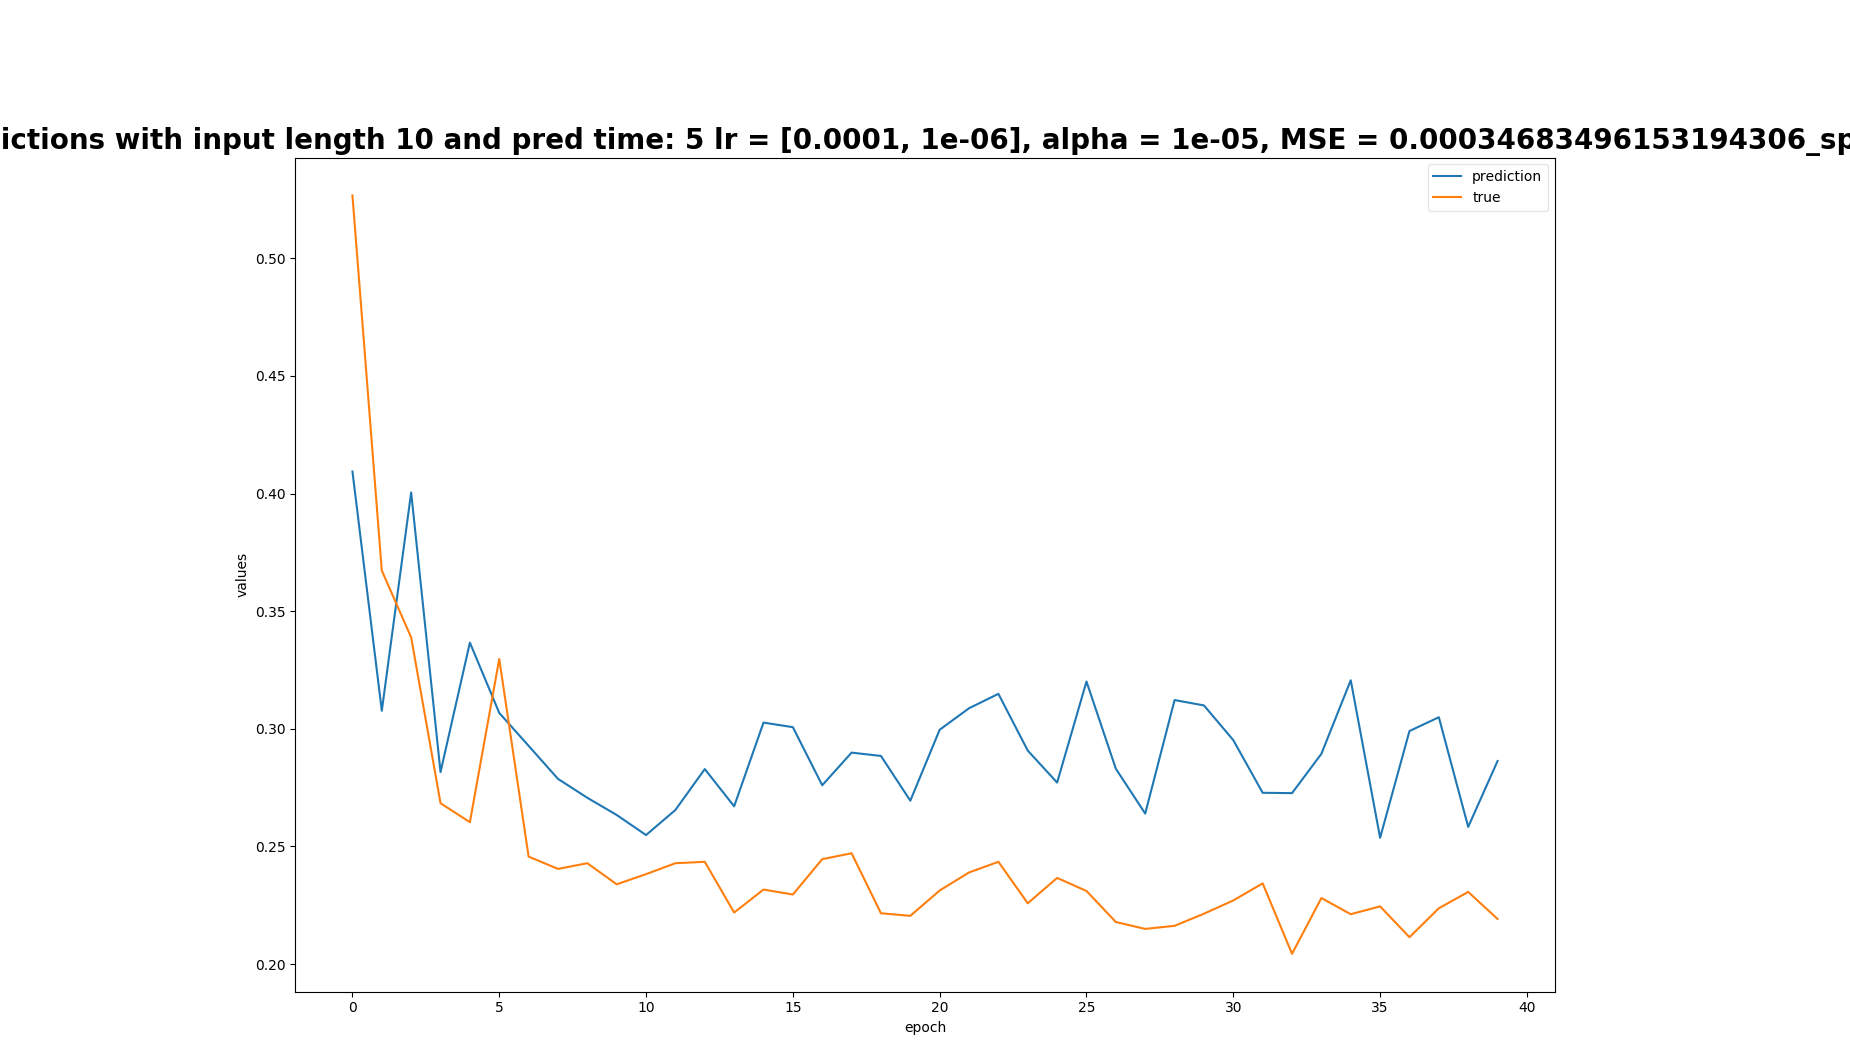 ictions with input length 10 and pred time: 5 lr = [0.0001, 1e-06], alpha = 1e-05, MSE = 0.00034683496153194306_sp
prediction
true
0.50
0.45
0.40
0.35
0.30
0.25
0.20
values
0 5 10 15 20 25 30 35 40
epoch